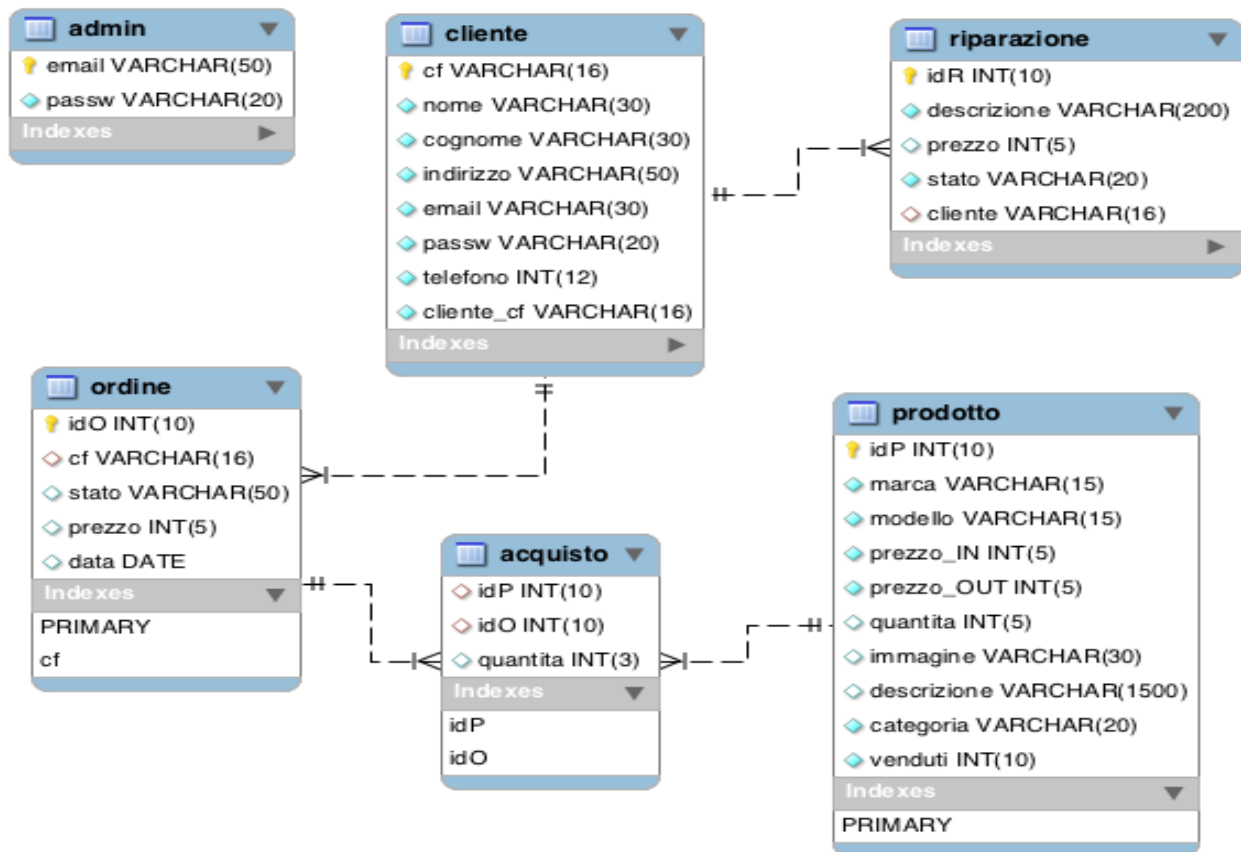 admin
email VARCHAR(50)
passw VARCHAR(20)
Indexes
cliente
cf VARCHAR(16)
nome VARCHAR(30)
cognome VARCHAR(30)
indirizzo VARCHAR(50)
email VARCHAR(30)
passw VARCHAR(20)
telefono INT(12)
cliente_cf VARCHAR(16)
Indexes
riparazione
idR INT(10)
descrizione VARCHAR(200)
prezzo INT(5)
stato VARCHAR(20)
cliente VARCHAR(16)
Indexes
ordine
idO INT(10)
cf VARCHAR(16)
stato VARCHAR(50)
prezzo INT(5)
data DATE
Indexes
PRIMARY
cf
acquisto
idP INT(10)
idO INT(10)
quantita INT(3)
Indexes
idP
idO
prodotto
idP INT(10)
marca VARCHAR(15)
modello VARCHAR(15)
prezzo_IN INT(5)
prezzo_OUT INT(5)
quantita INT(5)
immagine VARCHAR(30)
descrizione VARCHAR(1500)
categoria VARCHAR(20)
venduti INT(10)
Indexes
PRIMARY